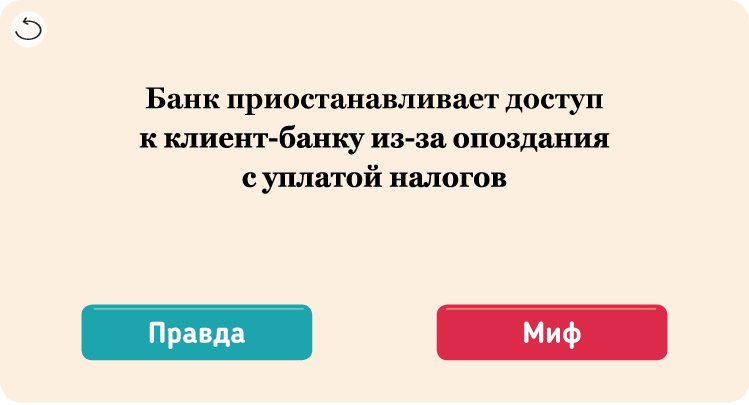 Банк приостанавливает доступ
к клиент-банку из-за опоздания
с уплатой налогов
Правда
Миф